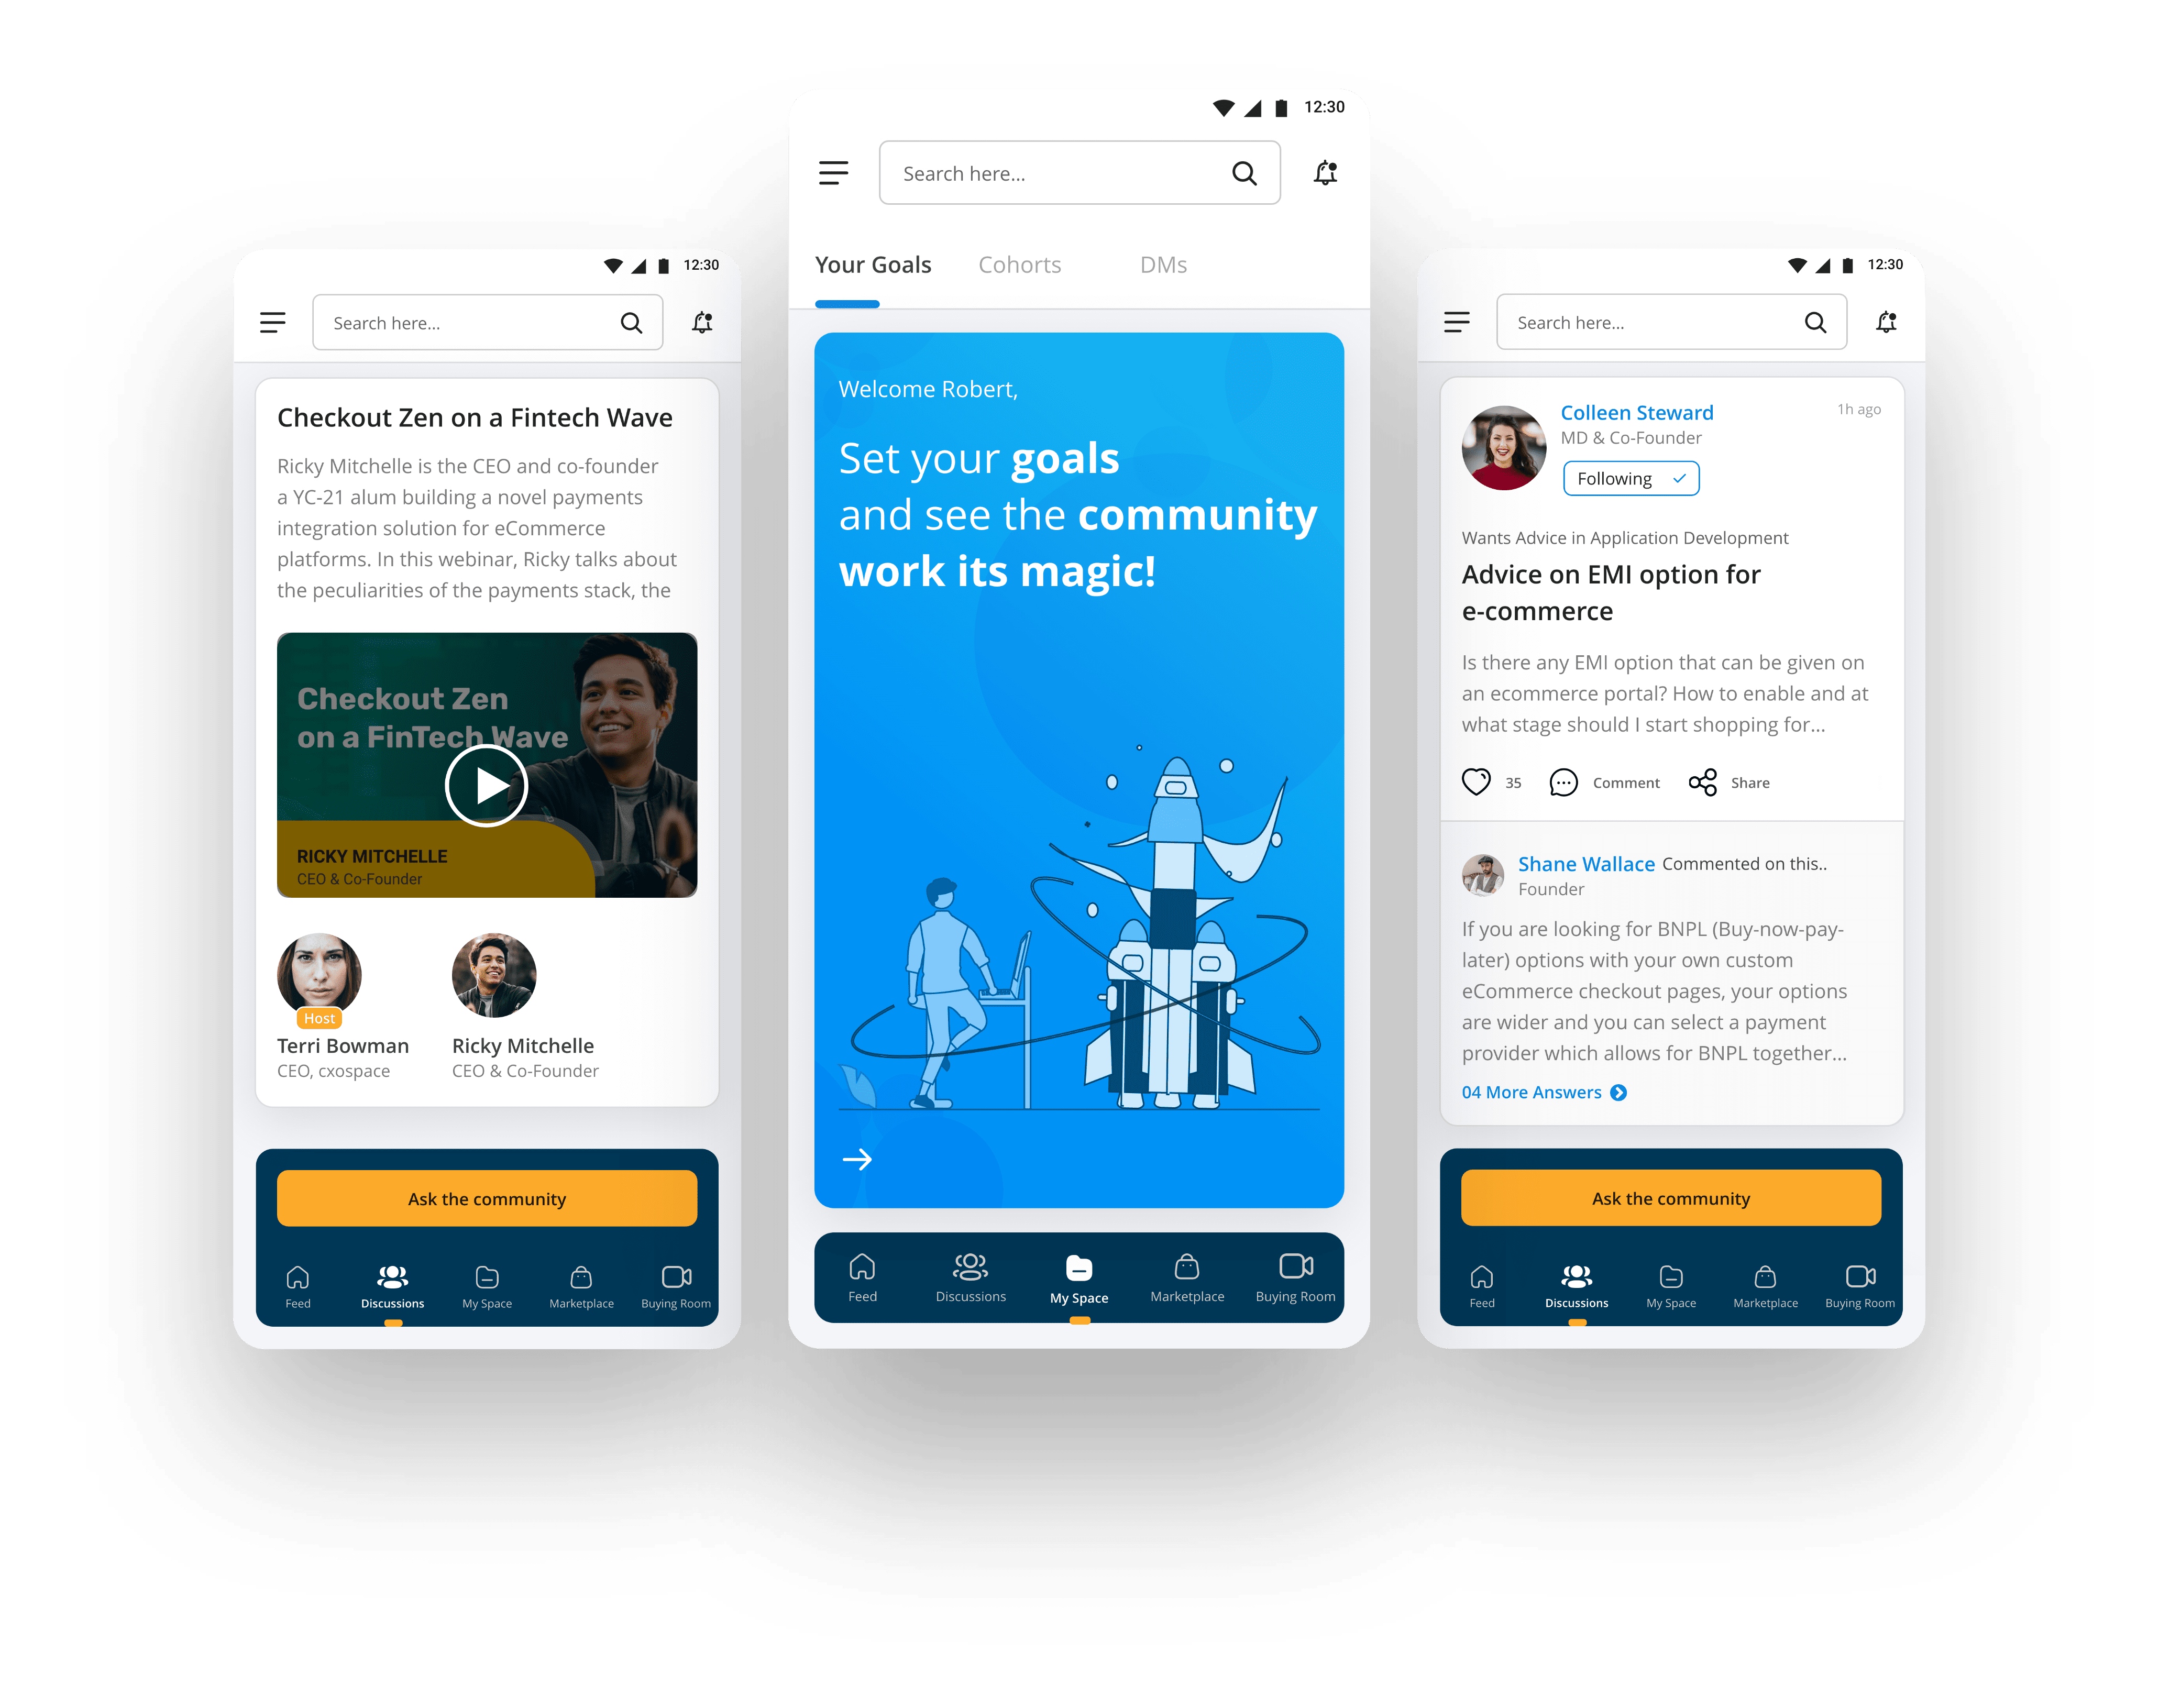 12:30
Search here...
Checkout Zen on a Fintech Wave
Ricky Mitchelle is the CEO and co-founder
a YC-21 alum building a novel payments
integration solution for eCommerce
platforms. In this webinar, Ricky talks about
the peculiarities of the payments stack, the
Checkout Zen
on a FinTech Wave
RICKY MITCHELLE
CEO & Co-Founder
Host
Terri Bowman
CEO, cxospace
Ricky Mitchelle
CEO & Co-Founder
Ask the community
Feed Discussions My Space Marketplace Buying Room
12:30
Search here...
Your Goals Cohorts DMs
Welcome Robert,
Set your goals
and see the community
work its magic!
Feed Discussions My Space Marketplace Buying Room
12:30
Search here...
Colleen Steward
1h ago
MD & Co-Founder
Following
Wants Advice in Application Development
Advice on EMI option for
e-commerce
Is there any EMI option that can be given on
an ecommerce portal? How to enable and at
what stage should I start shopping for...
35 Comment Share
Shane Wallace Commented on this..
Founder
If you are looking for BNPL (Buy-now-pay-
later) options with your own custom
eCommerce checkout pages, your options
are wider and you can select a payment
provider which allows for BNPL together...
04 More Answers
Ask the community
Feed Discussions My Space Marketplace Buying Room